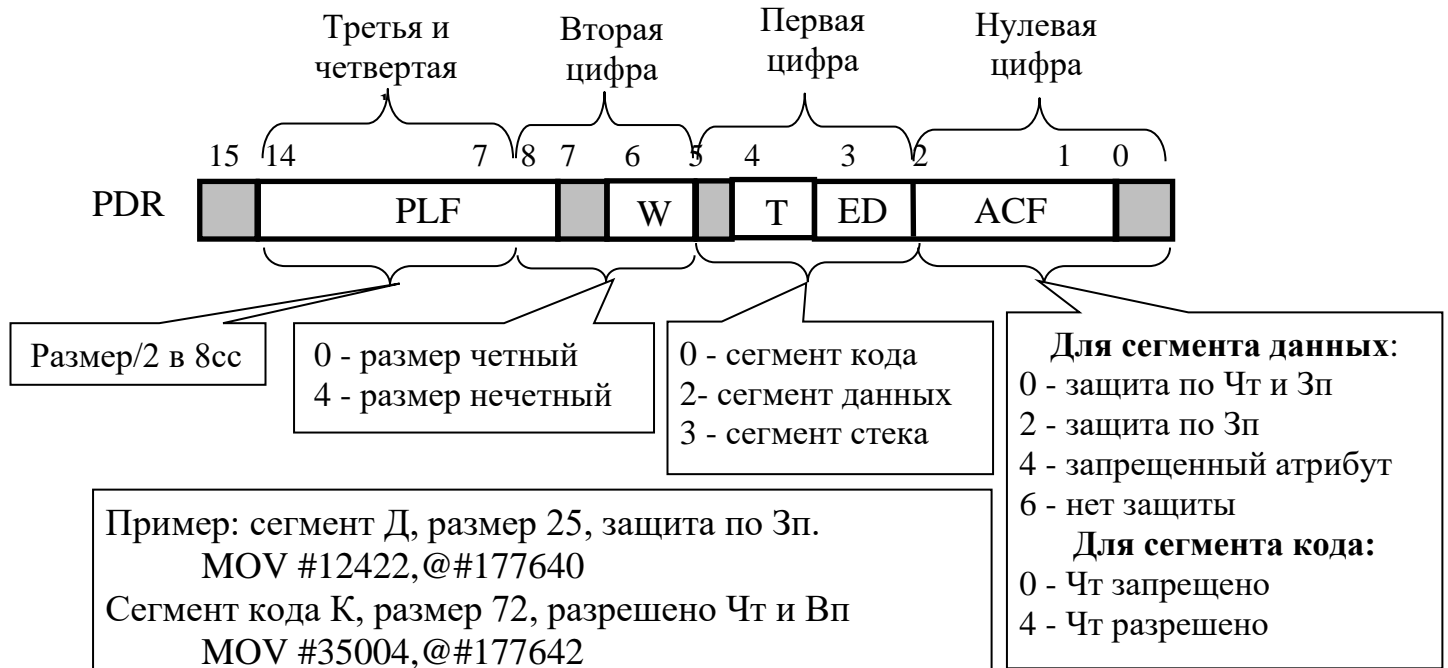 Третья и
четвертая
Вторая
цифра
Первая
цифра
Нулевая
цифра
15 14 7 8 7 6 5 4 3 2 1 0
PDR PLF W T ED ACF
Размер/2 в 8сс
0 - размер четный
4 - размер нечетный
0 - сегмент кода
2- сегмент данных
3 - сегмент стека
Для сегмента данных:
0 - защита по Чт и Зп
2 - защита по Зп
4 - запрещенный атрибут
6 - нет защиты
Для сегмента кода:
0 - Чт запрещено
4 - Чт разрешено
Пример: сегмент Д, размер 25, защита по Зп.
MOV #12422,@#177640
Сегмент кода К, размер 72, разрешено Чт и Вп
MOV #35004,@#177642